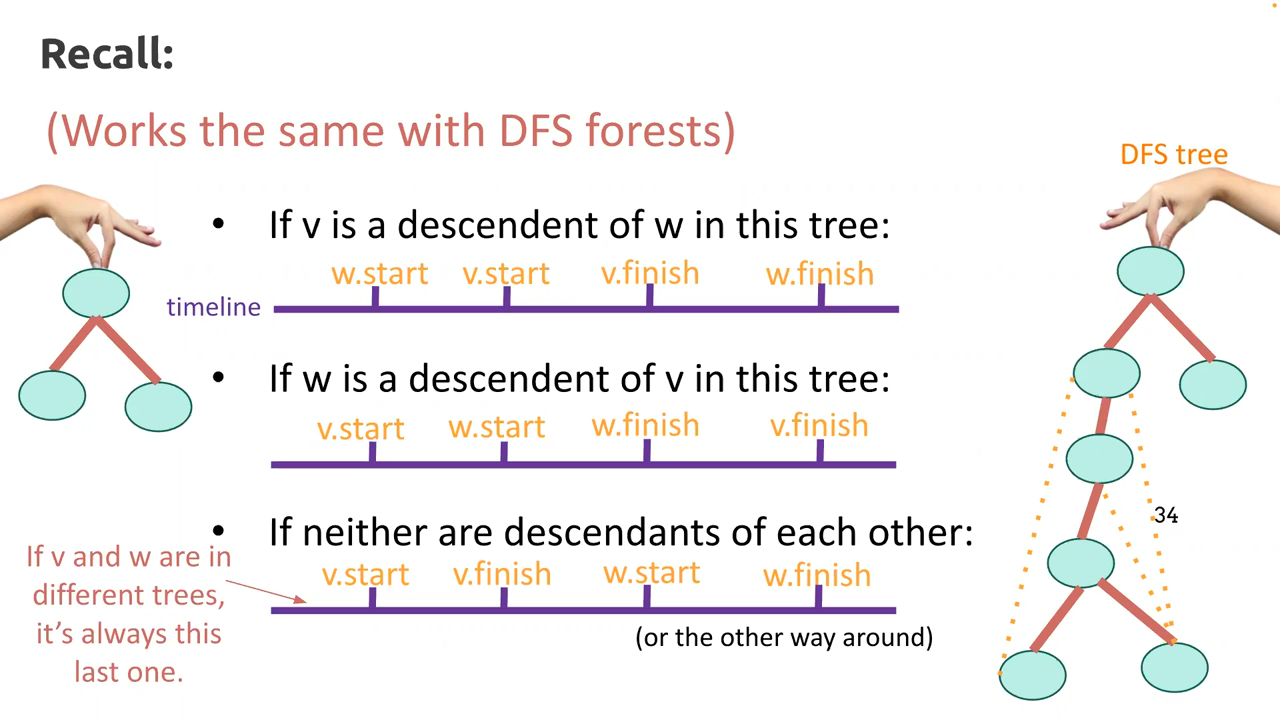 Recall:
(Works the same with DFS forests)
DFS tree
• If v is a descendent of w in this tree:
w.start v.start v.finish w.finish
timeline
• If w is a descendent of v in this tree:
v.start w.start w.finish v.finish
• If neither are descendants of each other:
v.start v.finish w.start w.finish
(or the other way around)
If v and w are in
different trees,
it’s always this
last one.
34